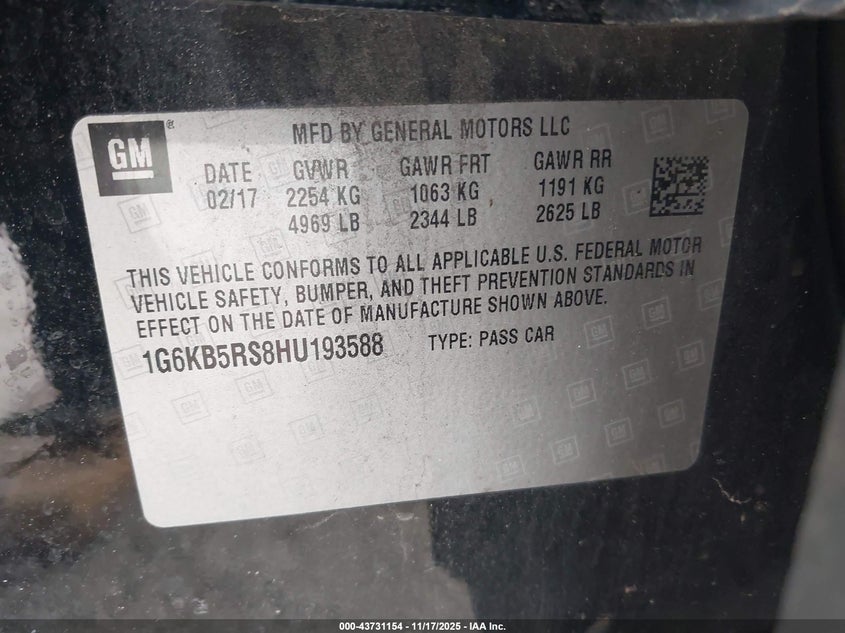 GM
MFD BY GENERAL MOTORS LLC
DATE GVWR GAWR FRT GAWR RR
02/17 2254 KG 1063 KG 1191 KG
4969 LB 2344 LB 2625 LB
THIS VEHICLE CONFORMS TO ALL APPLICABLE U.S. FEDERAL MOTOR
VEHICLE SAFETY, BUMPER, AND THEFT PREVENTION STANDARDS IN
EFFECT ON THE DATE OF MANUFACTURE SHOWN ABOVE.
1G6KB5RS8HU193588 TYPE: PASS CAR
000-43731154 - 11/17/2025 - IAA Inc.